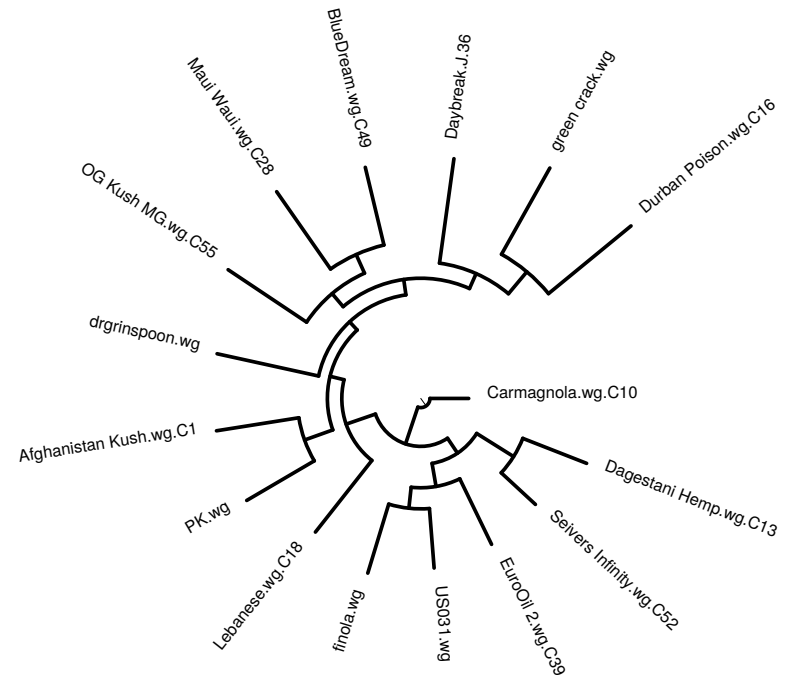 BlueDream.wg.C49
Daybreak.J.36
green crack.wg
Maui Waui.wg.C28
Durban Poison.wg.C16
OG Kush MG.wg.C55
drgrinspoon.wg
Carmagnola.wg.C10
Afghanistan Kush.wg.C1
Dagestani Hemp.wg.C13
PK.wg
Seivers Infinity.wg.C52
Lebanese.wg.C18
EuroOil 2.wg.C39
finola.wg
US031.wg